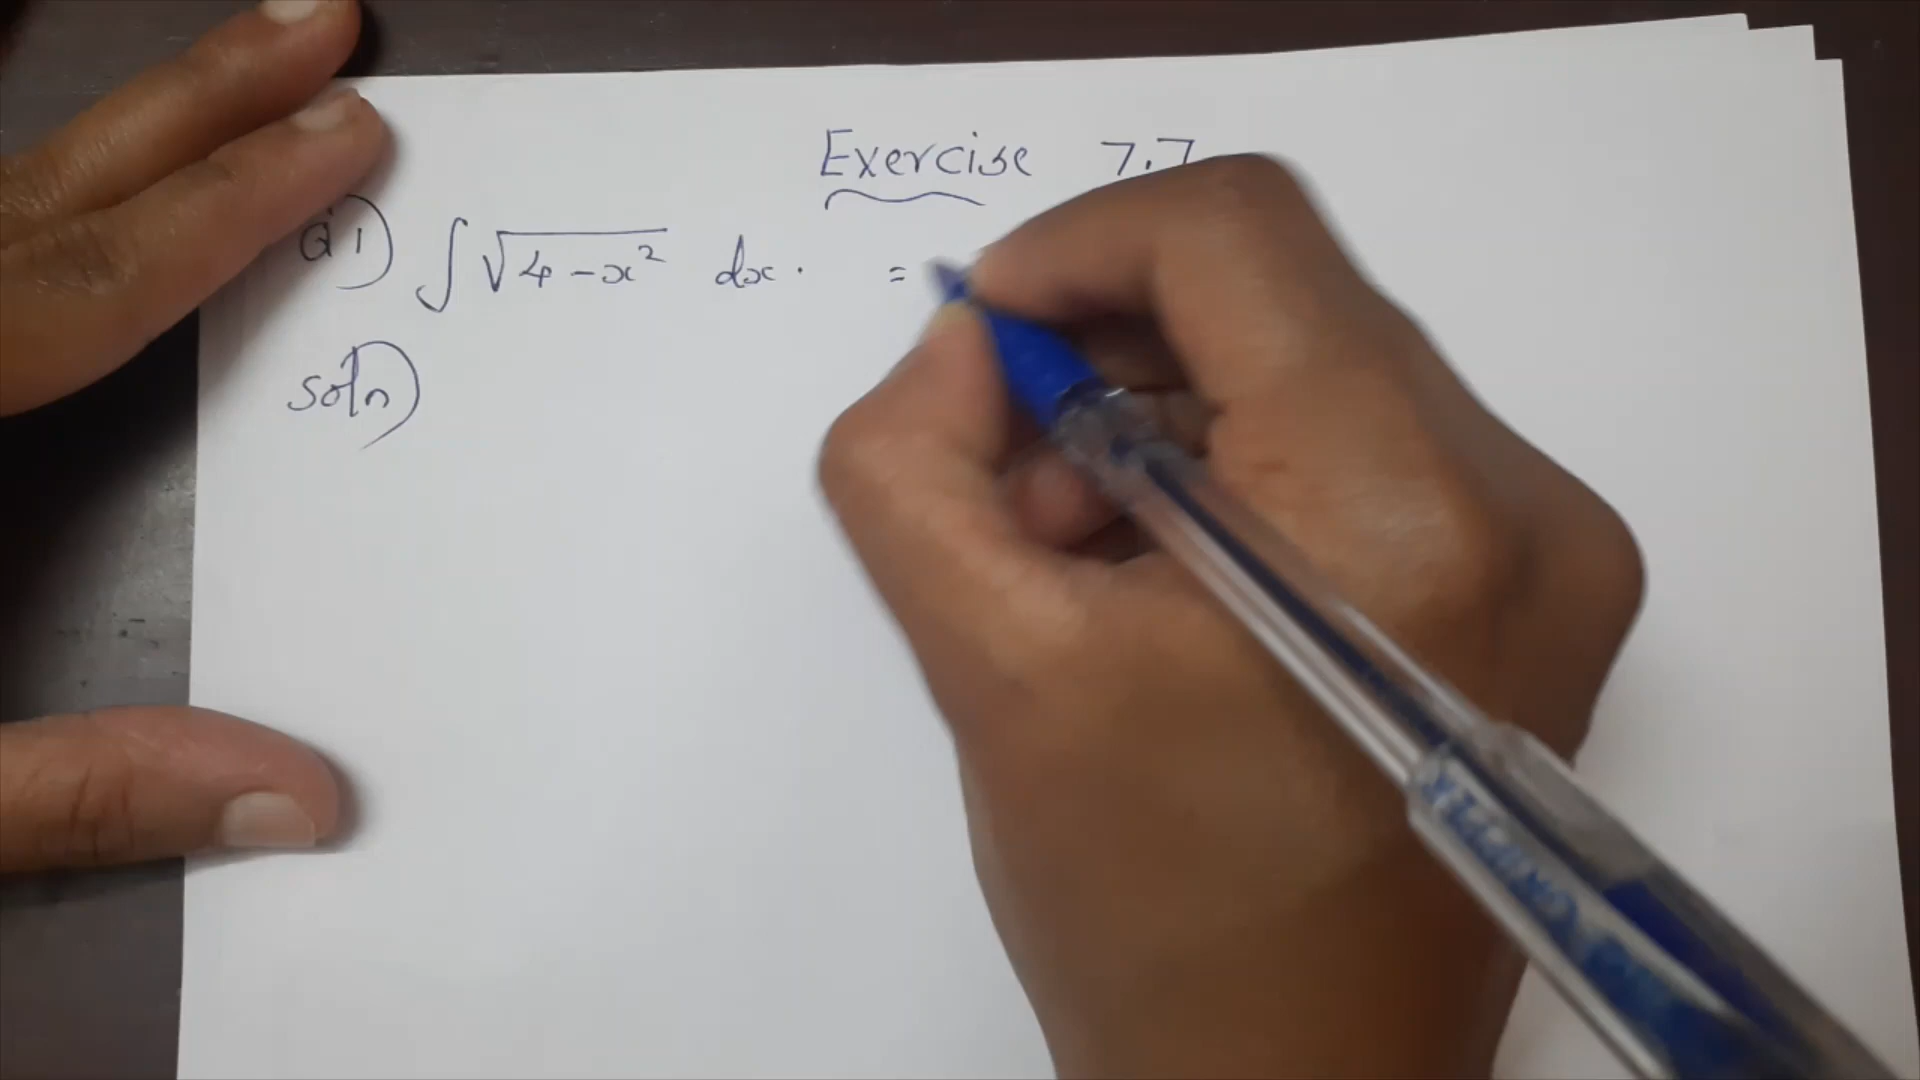 Exercise 7.7
Q1) ∫√4-x² dx. =
soln)